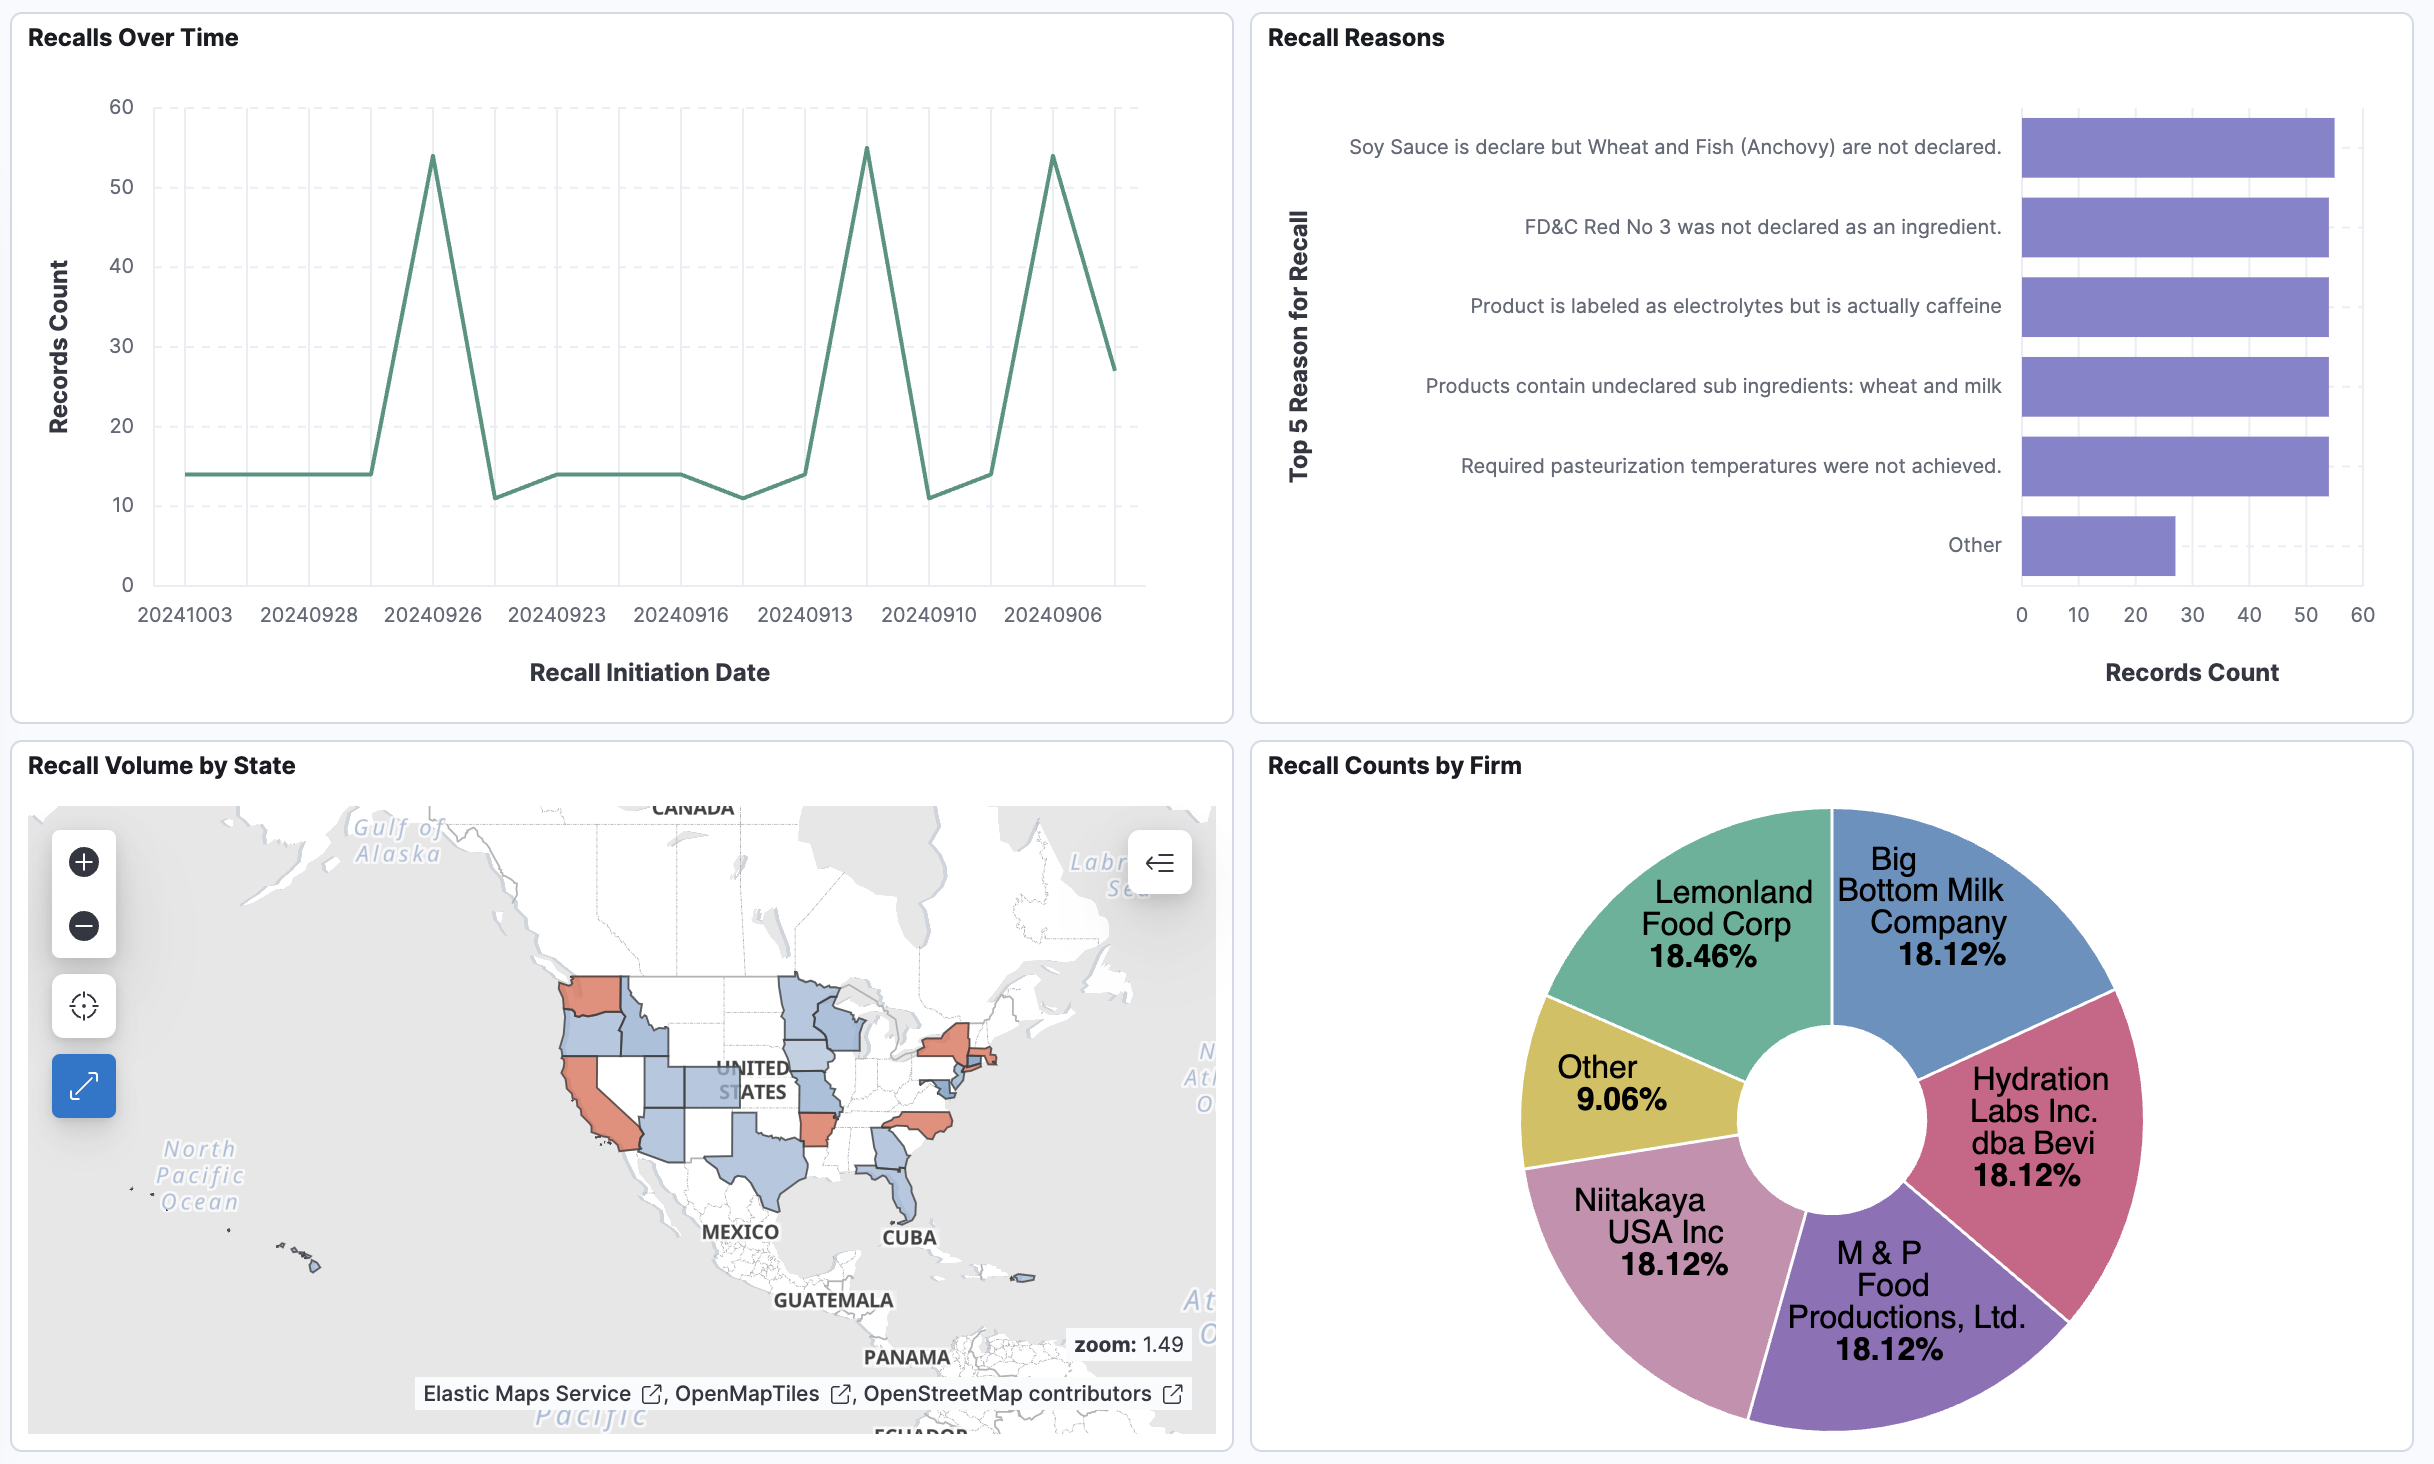 Recalls Over Time
60
50
40
30
20
10
0
Records Count
20241003 20240928 20240926 20240923 20240916 20240913 20240910 20240906
Recall Initiation Date
Recall Reasons
Top 5 Reason for Recall
Soy Sauce is declare but Wheat and Fish (Anchovy) are not declared.
FD&C Red No 3 was not declared as an ingredient.
Product is labeled as electrolytes but is actually caffeine
Products contain undeclared sub ingredients: wheat and milk
Required pasteurization temperatures were not achieved.
Other
0 10 20 30 40 50 60
Records Count
Recall Volume by State
CANADA
Gulf of
Alaska
Labr
Sea
UNITED
STATES
N
Atl
O
North
Pacific
Ocean
MEXICO
CUBA
GUATEMALA
At
O
zoom: 1.49
PANAMA
Elastic Maps Service , OpenMapTiles , OpenStreetMap contributors
Pacific
ECUADOR
Recall Counts by Firm
Lemonland
Food Corp
18.46%
Big
Bottom Milk
Company
18.12%
Other
9.06%
Hydration
Labs Inc.
dba Bevi
18.12%
Niitakaya
USA Inc
18.12%
M & P
Food
Productions, Ltd.
18.12%